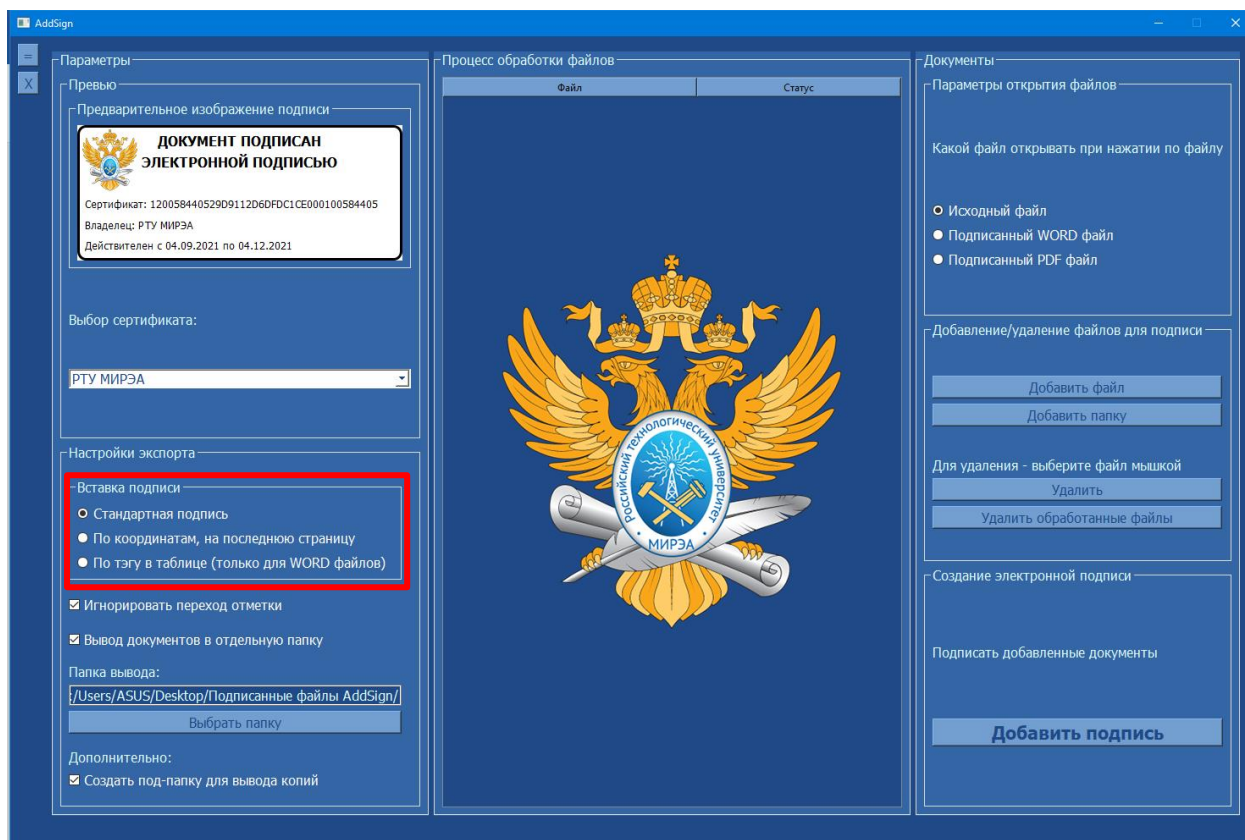 AddSign
=
X
Параметры
Превью
Предварительное изображение подписи
ДОКУМЕНТ ПОДПИСАН
ЭЛЕКТРОННОЙ ПОДПИСЬЮ
Сертификат: 120058440529D9112D6DFDC1CE000100584405
Владелец: РТУ МИРЭА
Действителен с 04.09.2021 по 04.12.2021
Выбор сертификата:
РТУ МИРЭА
Настройки экспорта
Вставка подписи
Стандартная подпись
По координатам, на последнюю страницу
По тэгу в таблице (только для WORD файлов)
Игнорировать переход отметки
Вывод документов в отдельную папку
Папка вывода:
:/Users/ASUS/Desktop/Подписанные файлы AddSign/
Выбрать папку
Дополнительно:
Создать под-папку для вывода копий
Процесс обработки файлов
Файл Статус
Российский технологический университет
МИРЭА
Документы
Параметры открытия файлов
Какой файл открывать при нажатии по файлу
Исходный файл
Подписанный WORD файл
Подписанный PDF файл
Добавление/удаление файлов для подписи
Добавить файл
Добавить папку
Для удаления - выберите файл мышкой
Удалить
Удалить обработанные файлы
Создание электронной подписи
Подписать добавленные документы
Добавить подпись